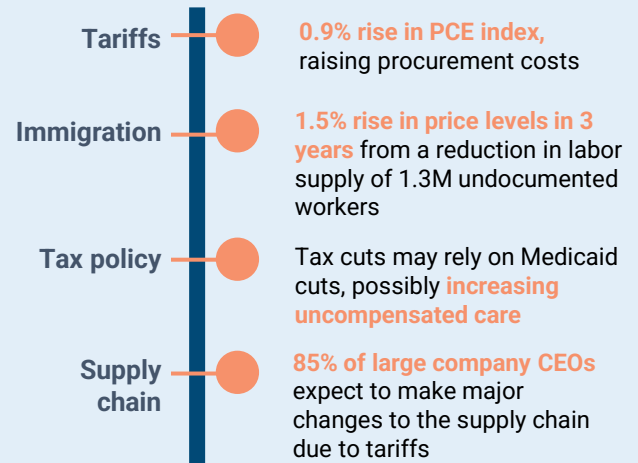 Tariffs
0.9% rise in PCE index,
raising procurement costs
Immigration
1.5% rise in price levels in 3
years from a reduction in labor
supply of 1.3M undocumented
workers
Tax policy
Tax cuts may rely on Medicaid
cuts, possibly increasing
uncompensated care
Supply
chain
85% of large company CEOs
expect to make major
changes to the supply chain
due to tariffs